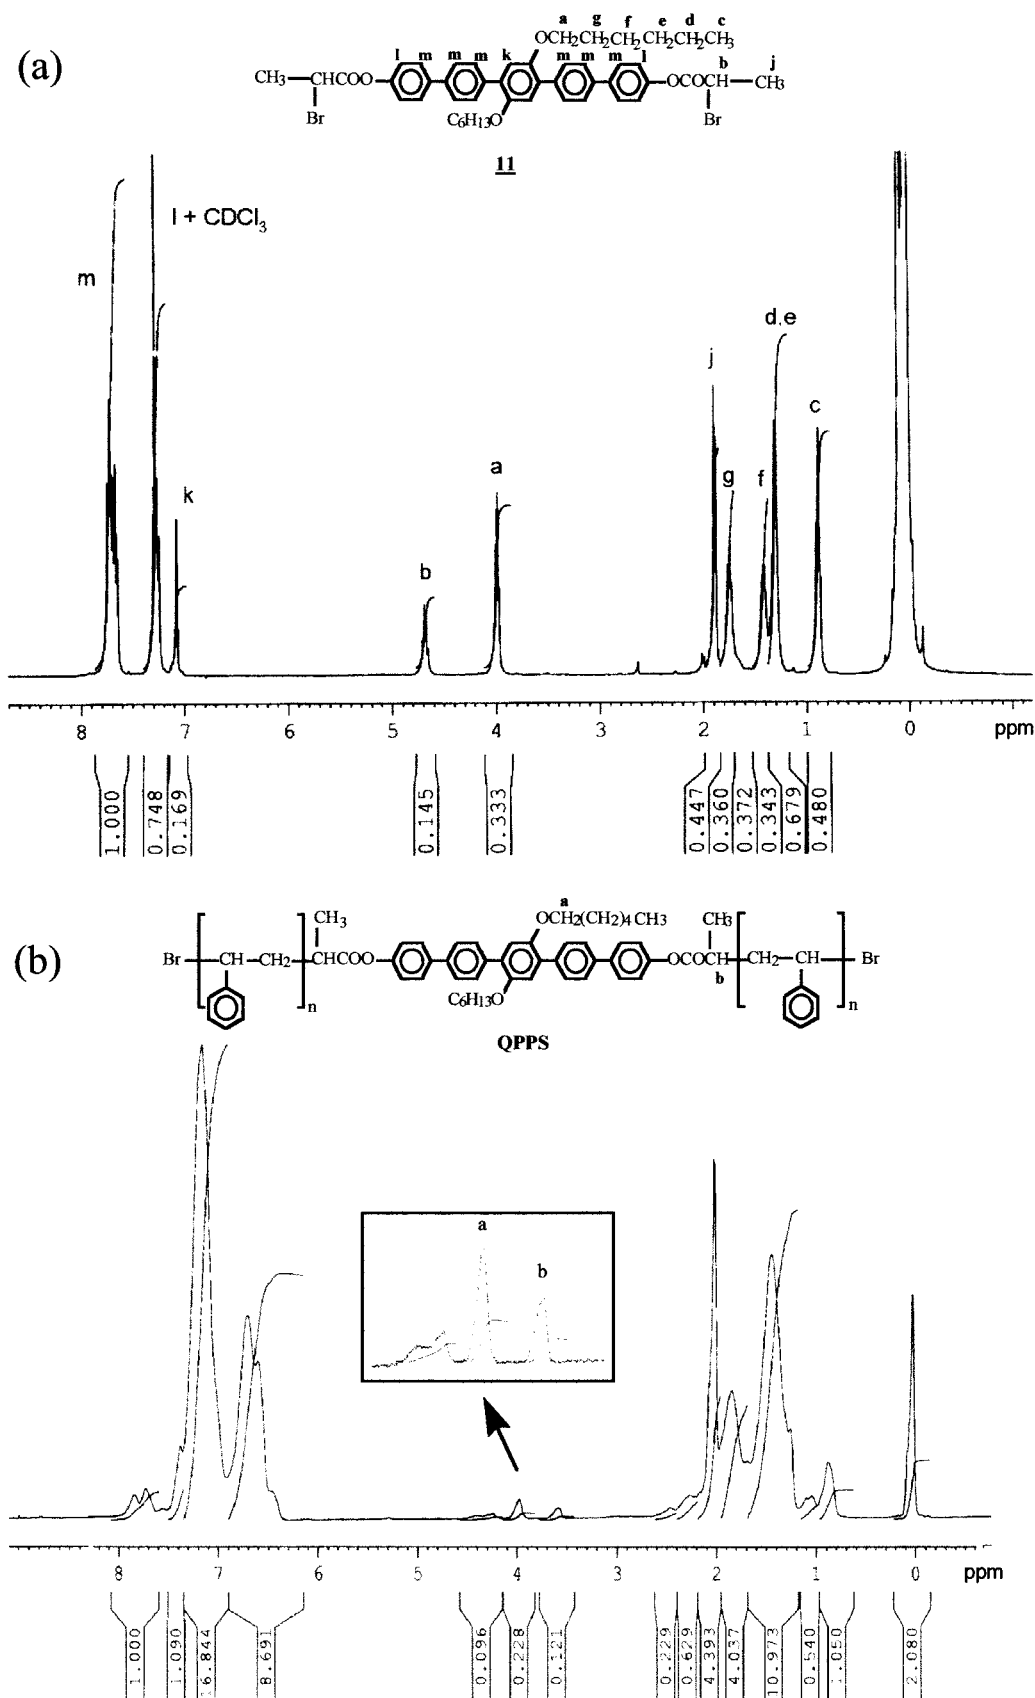 (a)
a g f e d c
OCH2CH2CH2CH2CH2CH3
l m m m k m m m l b j
CH3 CHCOO OCOCH CH3
Br C6H13O Br
11
l + CDCl3
m
d,e
j
c
k a g f
b
8 7 6 5 4 3 2 1 0 ppm
1.000 0.748 0.169 0.145 0.333 0.447 0.360 0.372 0.343 0.679 0.480
(b)
a
CH3 OCH2(CH2)4CH3 CH3
Br CH CH2 CHCOO OCOCH CH2 CH Br
b
n C6H13O n
QPPS
a
b
8 7 6 5 4 3 2 1 0 ppm
1.000 1.090 16.844 8.691 0.096 0.228 0.121 0.229 0.629 4.393 4.037 10.973 0.540 1.050 2.080